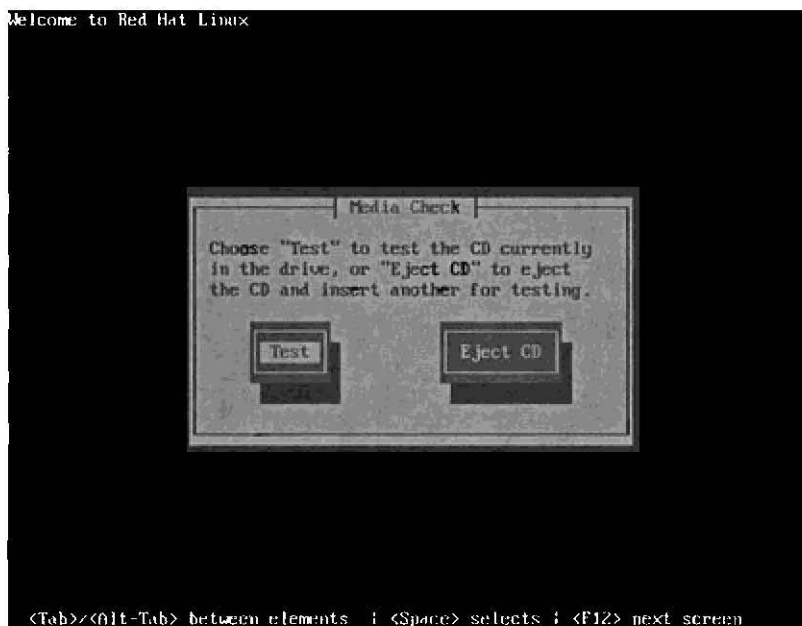 Welcome to Red Hat Linux
Media Check
Choose "Test" to test the CD currently
in the drive, or "Eject CD" to eject
the CD and insert another for testing.
Test
Eject CD
<Tab>/<Alt-Tab> between elements | <Space> selects | <F12> next screen